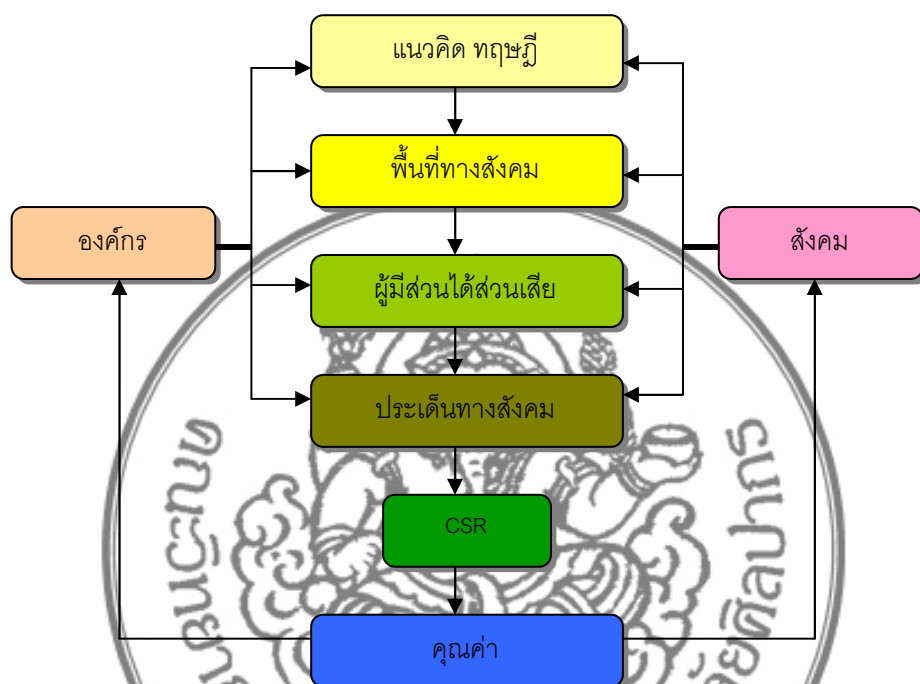 แนวคิด ทฤษฎี
พื้นที่ทางสังคม
องค์กร
สังคม
ผู้มีส่วนได้ส่วนเสีย
ประเด็นทางสังคม
CSR
คุณค่า